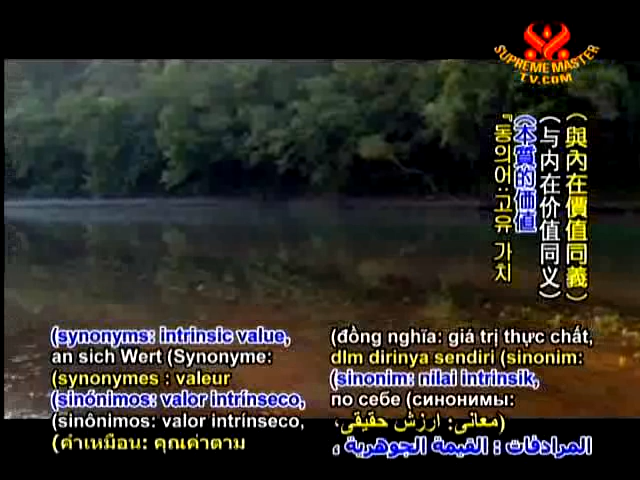 SUPREME MASTER
TV.COM
(與內在價值同義)
(与内在价值同义)
(本質的価値
『동의어:고유 가치
(synonyms: intrinsic value,
an sich Wert (Synonyme:
(synonymes : valeur
(sinónimos: valor intrínseco,
(sinônimos: valor intrínseco,
(คำเหมือน: คุณค่าตาม
(đồng nghĩa: giá trị thực chất,
dlm dirinya sendiri (sinonim:
(sinonim: nilai intrinsik,
по себе (синонимы:
(معانی: ارزش حقیقی،
المرادفات : القيمة الجوهرية ،